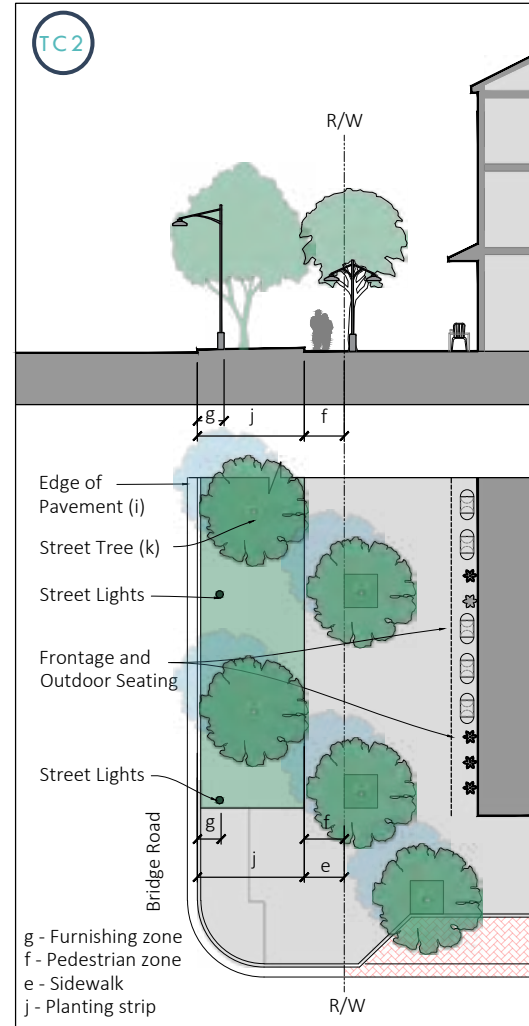 TC2
R/W
g
j
f
Edge of
Pavement (i)
Street Tree (k)
Street Lights
Frontage and
Outdoor Seating
Street Lights
g
f
j
e
Bridge Road
g - Furnishing zone
f - Pedestrian zone
e - Sidewalk
j - Planting strip
R/W